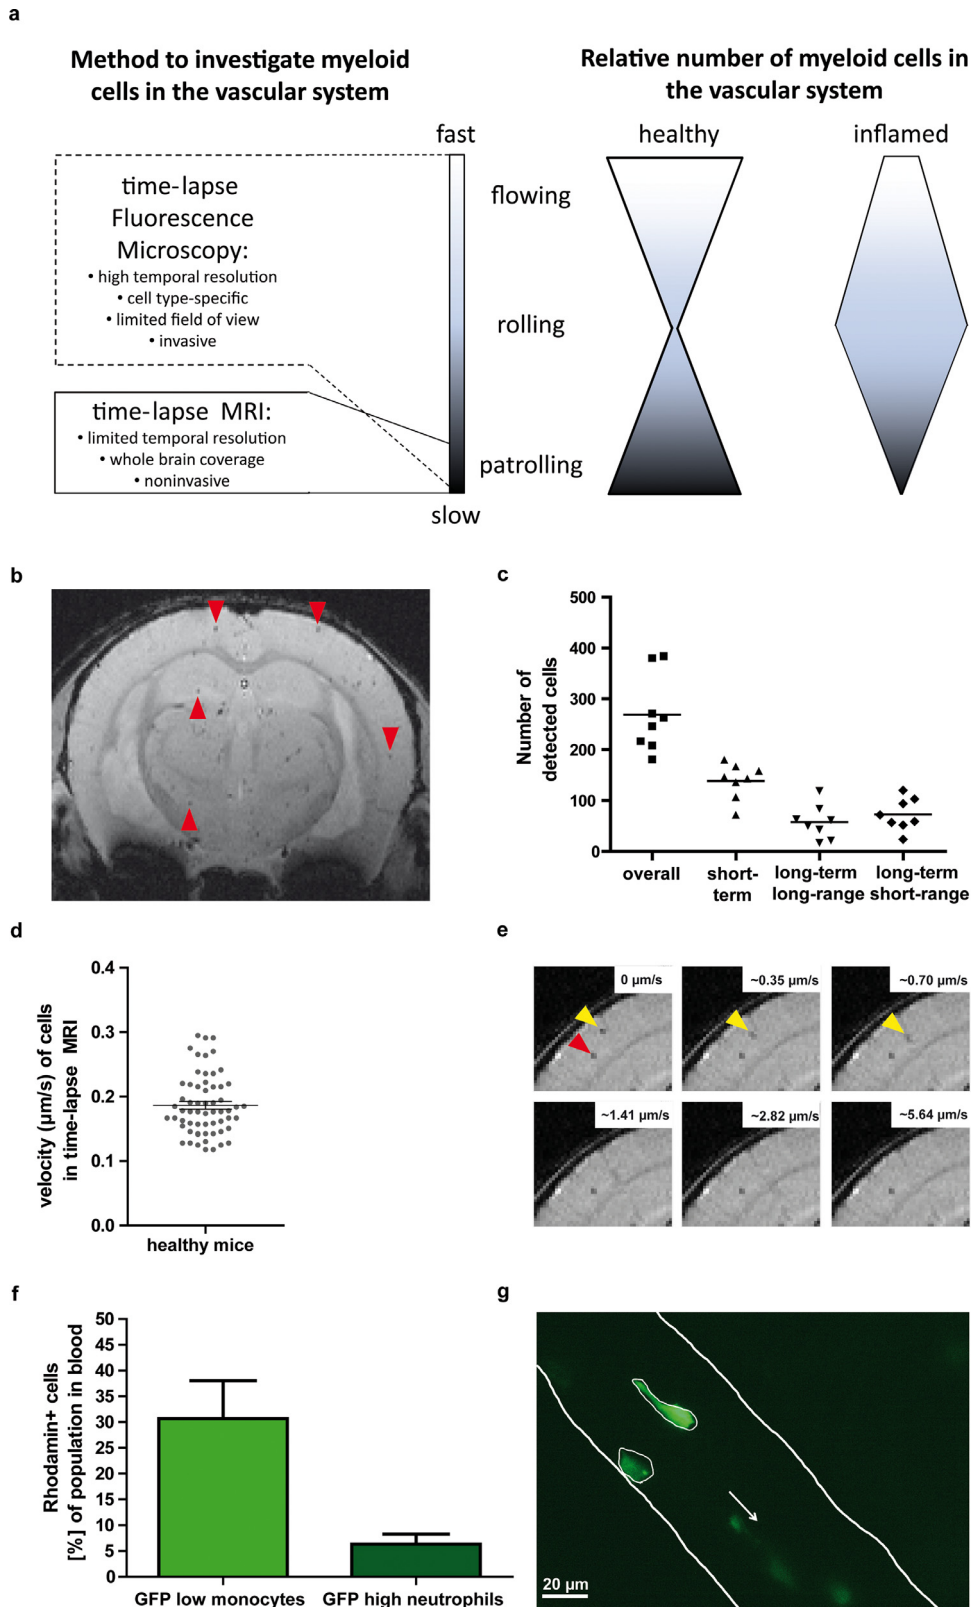 a
Method to investigate myeloid
cells in the vascular system
Relative number of myeloid cells in
the vascular system
fast
healthy
inflamed
time-lapse
Fluorescence
Microscopy:
• high temporal resolution
• cell type-specific
• limited field of view
• invasive
flowing
rolling
time-lapse MRI:
• limited temporal resolution
• whole brain coverage
• noninvasive
patrolling
slow
b
c
Number of
detected cells
500
400
300
200
100
0
overall
short-
term
long-term
long-range
long-term
short-range
d
velocity (µm/s) of cells
in time-lapse MRI
0.4
0.3
0.2
0.1
0.0
healthy mice
e
0 µm/s
~0.35 µm/s
~0.70 µm/s
~1.41 µm/s
~2.82 µm/s
~5.64 µm/s
f
Rhodamin+ cells
[%] of population in blood
50
45
40
35
30
25
20
15
10
5
0
GFP low monocytes
GFP high neutrophils
g
20 µm